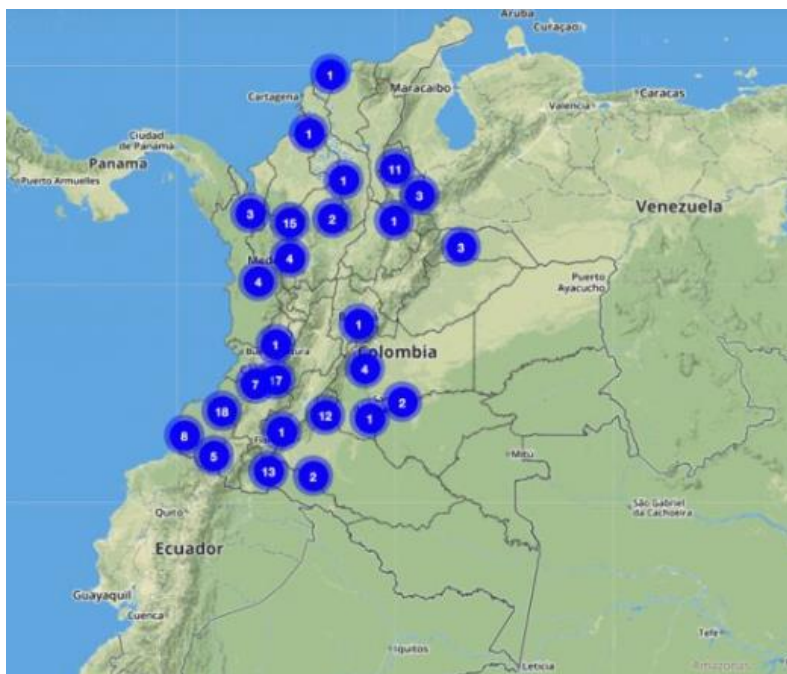 Aruba
Curaçao
1
Maracaibo
Cartagena
Caracas
Valencia
1
Ciudad
de Panamá
Panamá
Puerto Armuelles
11
1
3
Venezuela
3
15
2
1
3
4
Puerto
Ayacucho
4
1
1
Colombia
4
7
17
2
18
12
1
8
1
5
Mitú
13
2
São Gabriel
da Cachoeira
Quito
Ecuador
Guayaquil
Cuenca
Tefé
Iquitos
Leticia
Amazonas